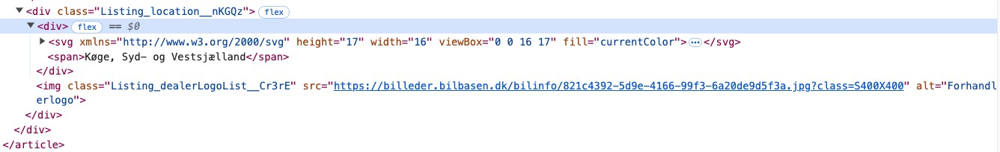 <div class="Listing_location__nKGQz"> flex
<div> flex == $0
<svg xmlns="http://www.w3.org/2000/svg" height="17" width="16" viewBox="0 0 16 17" fill="currentColor"> … </svg>
<span>Køge, Syd- og Vestsjælland</span>
</div>
<img class="Listing_dealerLogoList__Cr3rE" src="https://billeder.bilbasen.dk/bilinfo/821c4392-5d9e-4166-99f3-6a20de9d5f3a.jpg?class=S400X400" alt="Forhandl
erlogo">
</div>
</div>
</article>